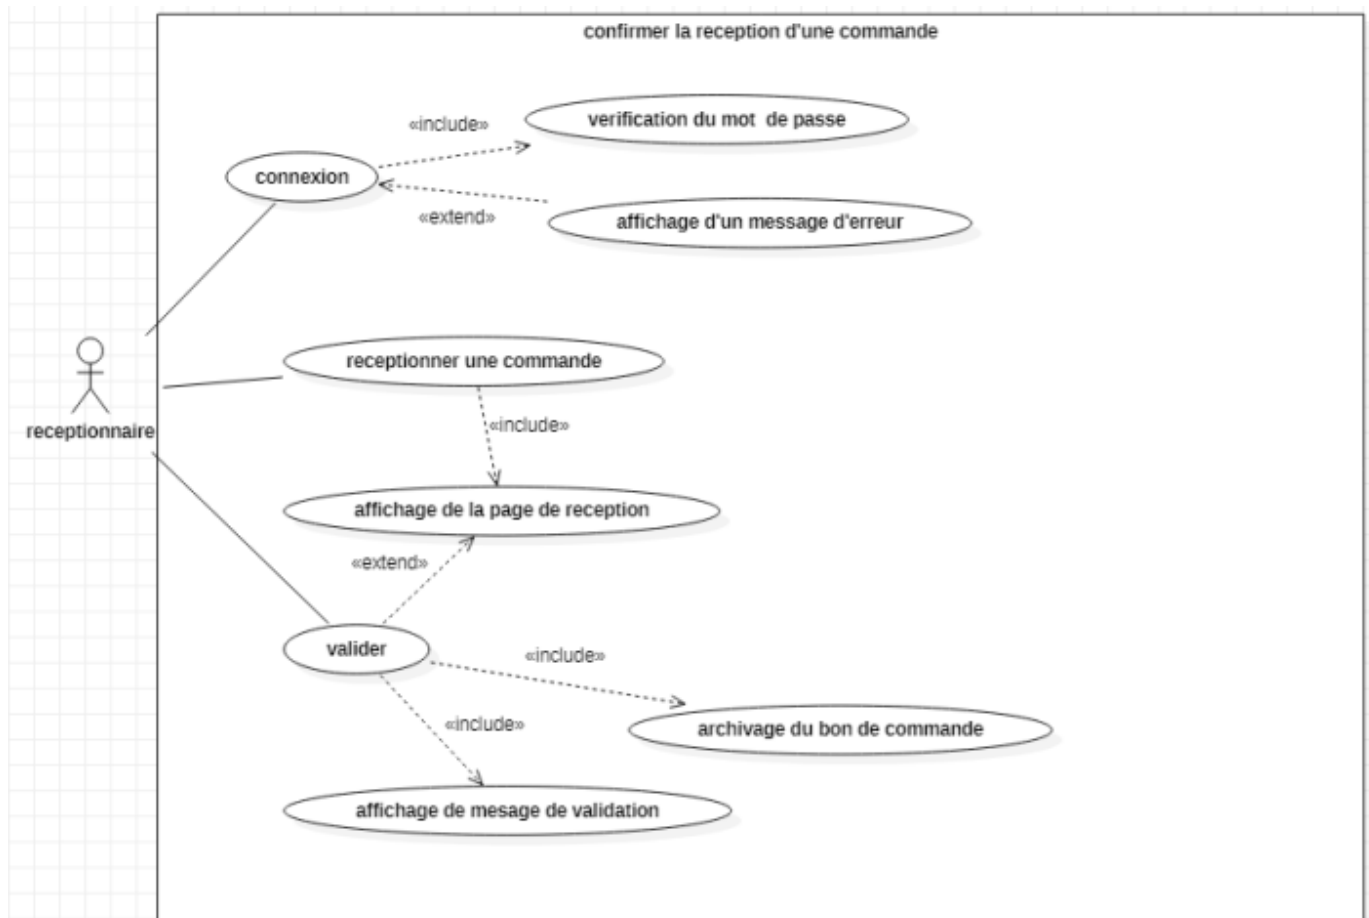 confirmer la reception d'une commande
«include»
verification du mot de passe
connexion
«extend»
affichage d'un message d'erreur
receptionner une commande
receptionnaire
«include»
affichage de la page de reception
«extend»
valider
«include»
archivage du bon de commande
«include»
affichage de mesage de validation